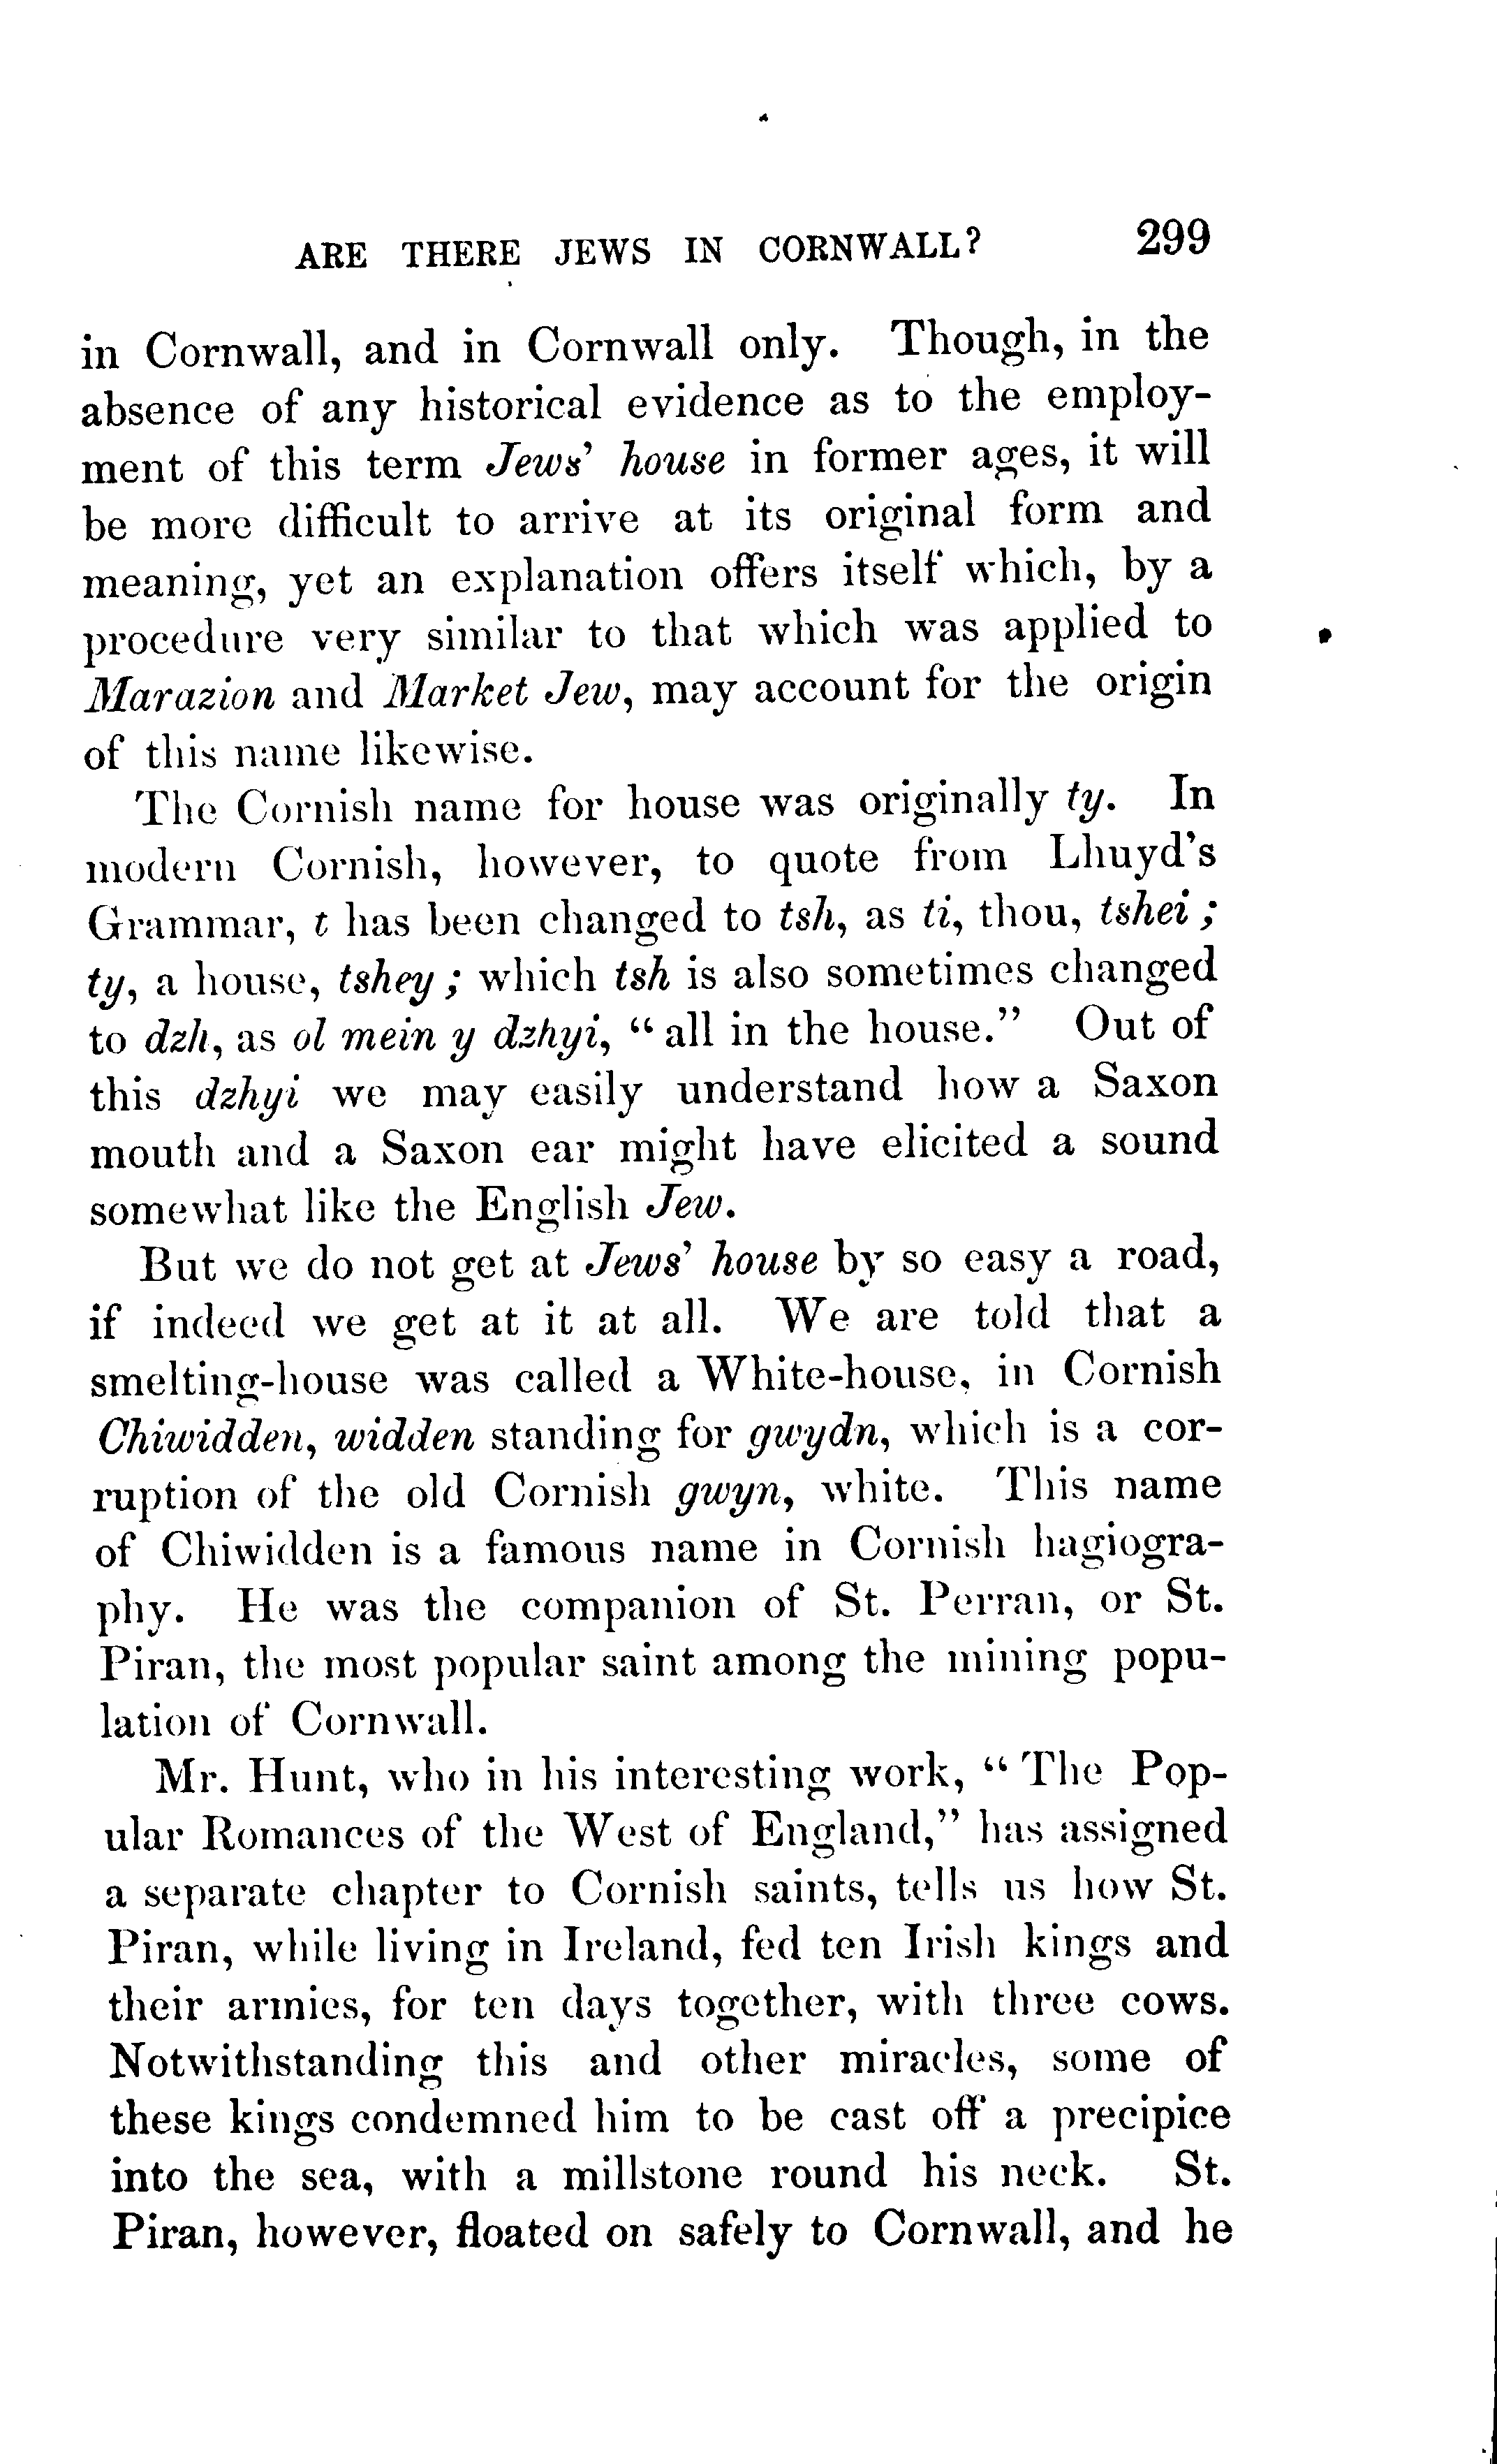 ARE THERE JEWS IN CORNWALL? 299
in Cornwall, and in Cornwall only. Though, in the
absence of any historical evidence as to the employ-
ment of this term Jews' house in former ages, it will
be more difficult to arrive at its original form and
meaning, yet an explanation offers itself which, by a
procedure very similar to that which was applied to
Marazion and Market Jew, may account for the origin
of this name likewise.
The Cornish name for house was originally ty. In
modern Cornish, however, to quote from Lhuyd's
Grammar, t has been changed to tsh, as ti, thou, tshei;
ty, a house, tshey; which tsh is also sometimes changed
to dzh, as ol mein y dzhyi, "all in the house." Out of
this dzhyi we may easily understand how a Saxon
mouth and a Saxon ear might have elicited a sound
somewhat like the English Jew.
But we do not get at Jews' house by so easy a road,
if indeed we get at it at all. We are told that a
smelting-house was called a White-house, in Cornish
Chiwidden, widden standing for gwydn, which is a cor-
ruption of the old Cornish gwyn, white. This name
of Chiwidden is a famous name in Cornish hagiogra-
phy. He was the companion of St. Perran, or St.
Piran, the most popular saint among the mining popu-
lation of Cornwall.
Mr. Hunt, who in his interesting work, "The Pop-
ular Romances of the West of England," has assigned
a separate chapter to Cornish saints, tells us how St.
Piran, while living in Ireland, fed ten Irish kings and
their armies, for ten days together, with three cows.
Notwithstanding this and other miracles, some of
these kings condemned him to be cast off a precipice
into the sea, with a millstone round his neck. St.
Piran, however, floated on safely to Cornwall, and he